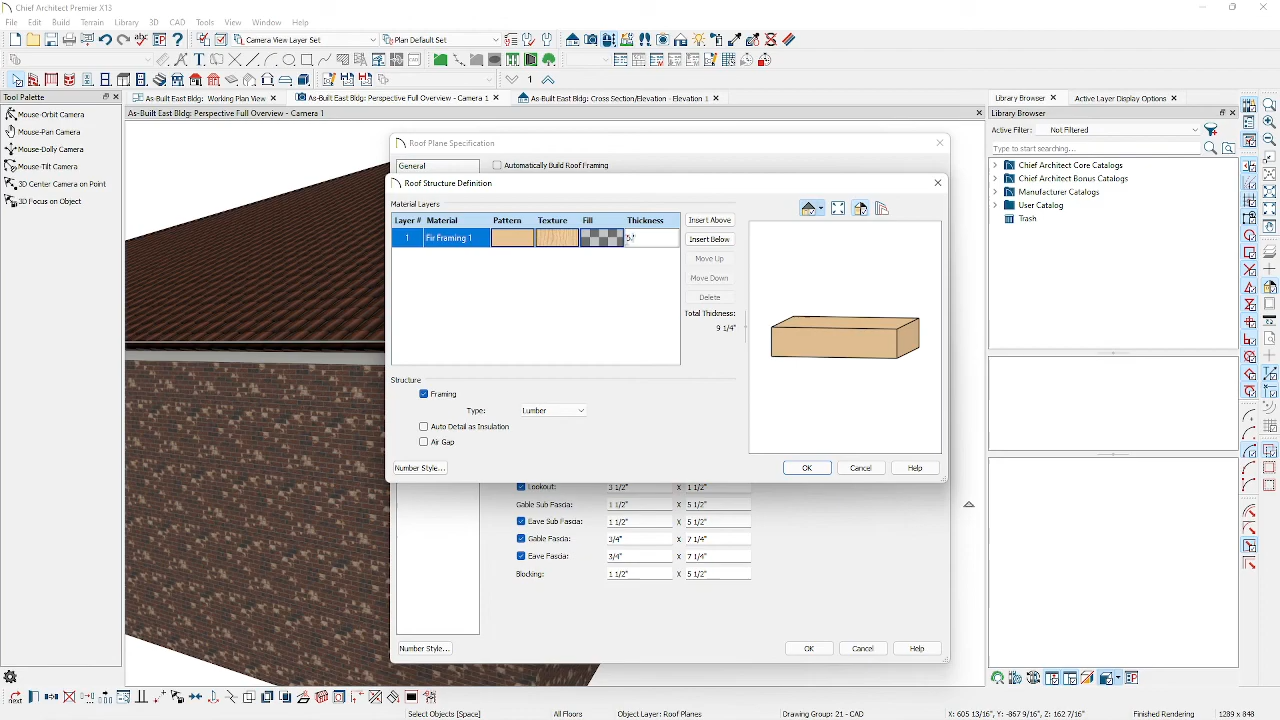 Chief Architect Premier X13
File Edit Build Terrain Library 3D CAD Tools View Window Help
Camera View Layer Set
Plan Default Set
1
Tool Palette
As-Built East Bldg: Working Plan View
As-Built East Bldg: Perspective Full Overview - Camera 1
As-Built East Bldg: Cross Section/Elevation - Elevation 1
Library Browser
Active Layer Display Options
As-Built East Bldg: Perspective Full Overview - Camera 1
Library Browser
Mouse-Orbit Camera
Mouse-Pan Camera
Mouse-Dolly Camera
Mouse-Tilt Camera
3D Center Camera on Point
3D Focus on Object
Active Filter: Not Filtered
Type to start searching...
Chief Architect Core Catalogs
Chief Architect Bonus Catalogs
Manufacturer Catalogs
User Catalog
Trash
Roof Plane Specification
General
Automatically Build Roof Framing
Roof Structure Definition
Material Layers
Layer # Material Pattern Texture Fill Thickness
1 Fir Framing 1
Insert Above
Insert Below
Move Up
Move Down
Delete
Total Thickness:
9 1/4"
Structure
Framing
Type: Lumber
Auto Detail as Insulation
Air Gap
Number Style...
OK
Cancel
Help
Lookout: 3 1/2" X 1 1/2"
Gable Sub Fascia: 1 1/2" X 5 1/2"
Eave Sub Fascia: 1 1/2" X 5 1/2"
Gable Fascia: 3/4" X 7 1/4"
Eave Fascia: 3/4" X 7 1/4"
Blocking: 1 1/2" X 5 1/2"
Number Style...
OK
Cancel
Help
Select Objects [Space]
All Floors
Object Layer: Roof Planes
Drawing Group: 21 - CAD
X: 605 13/16", Y: -867 9/16", Z: 162 7/16"
Finished Rendering
1289 x 848